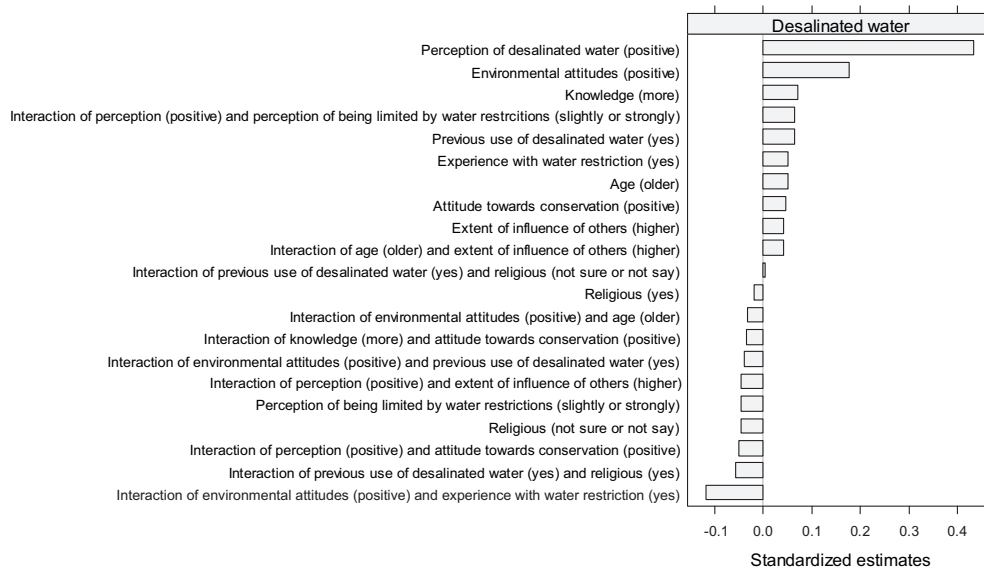 Desalinated water
Perception of desalinated water (positive)
Environmental attitudes (positive)
Knowledge (more)
Interaction of perception (positive) and perception of being limited by water restrcitions (slightly or strongly)
Previous use of desalinated water (yes)
Experience with water restriction (yes)
Age (older)
Attitude towards conservation (positive)
Extent of influence of others (higher)
Interaction of age (older) and extent of influence of others (higher)
Interaction of previous use of desalinated water (yes) and religious (not sure or not say)
Religious (yes)
Interaction of environmental attitudes (positive) and age (older)
Interaction of knowledge (more) and attitude towards conservation (positive)
Interaction of environmental attitudes (positive) and previous use of desalinated water (yes)
Interaction of perception (positive) and extent of influence of others (higher)
Perception of being limited by water restrictions (slightly or strongly)
Religious (not sure or not say)
Interaction of perception (positive) and attitude towards conservation (positive)
Interaction of previous use of desalinated water (yes) and religious (yes)
Interaction of environmental attitudes (positive) and experience with water restriction (yes)
-0.1 0.0 0.1 0.2 0.3 0.4
Standardized estimates